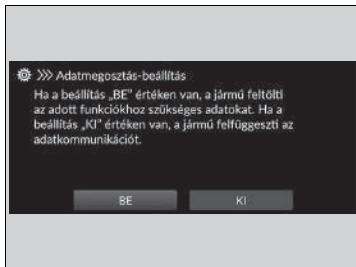 >>> Adatmegosztás-beállítás
Ha a beállítás „BE” értéken van, a jármű feltölti
az adott funkciókhoz szükséges adatokat. Ha a
beállítás „KI” értéken van, a jármű felfüggeszti az
adatkommunikációt.
BE
KI